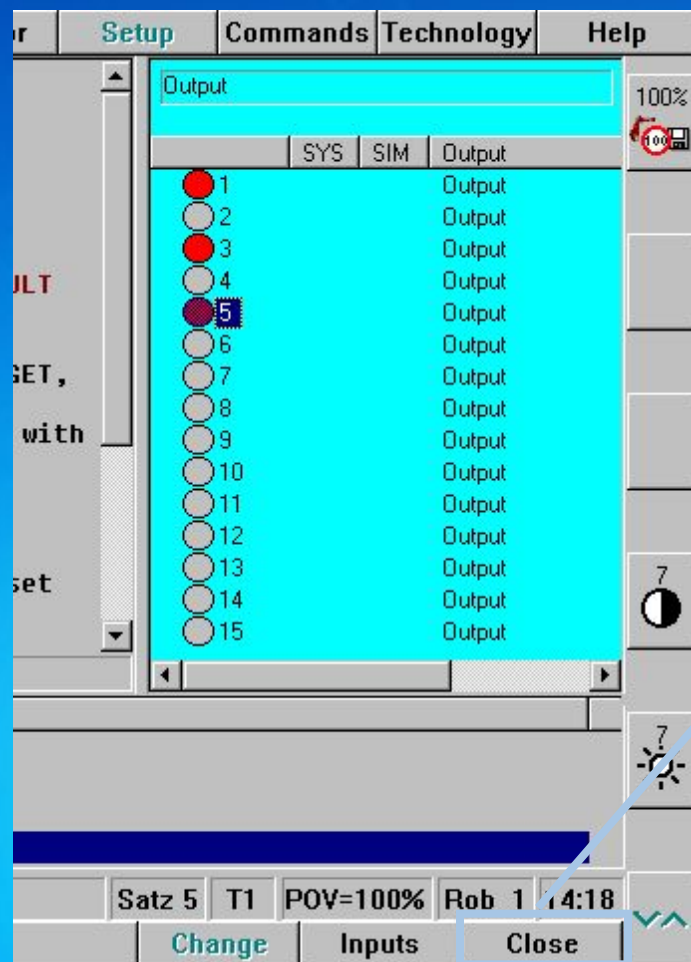 r Setup Commands Technology Help
Output
100%
100
SYS SIM Output
1 Output
2 Output
3 Output
4 Output
5 Output
6 Output
7 Output
8 Output
9 Output
10 Output
11 Output
12 Output
13 Output
14 Output
15 Output
ULT
GET,
with
set
7
7
Satz 5 T1 POV=100% Rob 1 14:18
Change Inputs Close